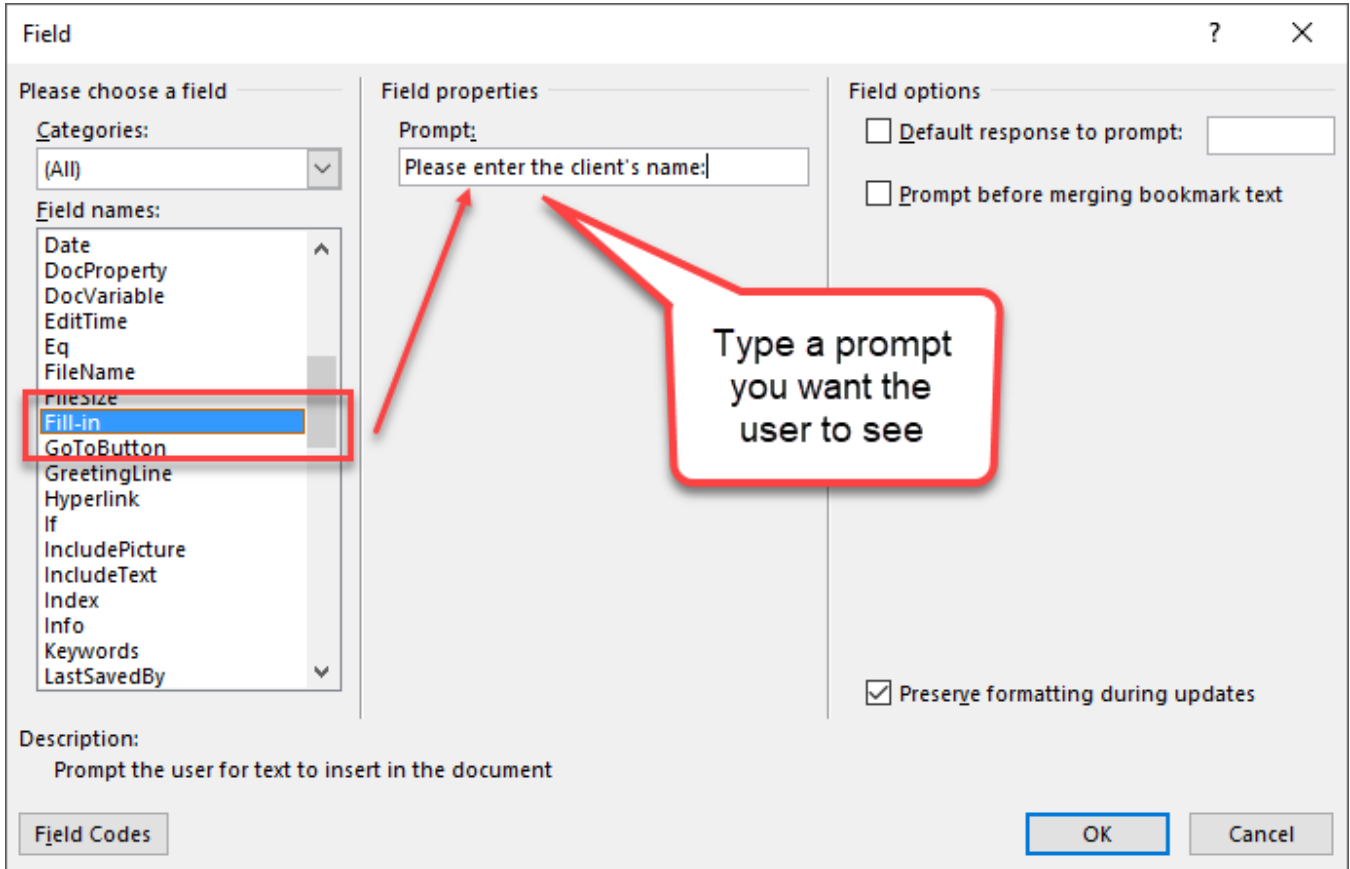 Field
?
Please choose a field
Categories:
(All)
Field names:
Date
DocProperty
DocVariable
EditTime
Eq
FileName
FileSize
Fill-in
GoToButton
GreetingLine
Hyperlink
If
IncludePicture
IncludeText
Index
Info
Keywords
LastSavedBy
Field properties
Prompt:
Please enter the client's name:
Type a prompt
you want the
user to see
Field options
Default response to prompt:
Prompt before merging bookmark text
Preserve formatting during updates
Description:
Prompt the user for text to insert in the document
Field Codes
OK
Cancel